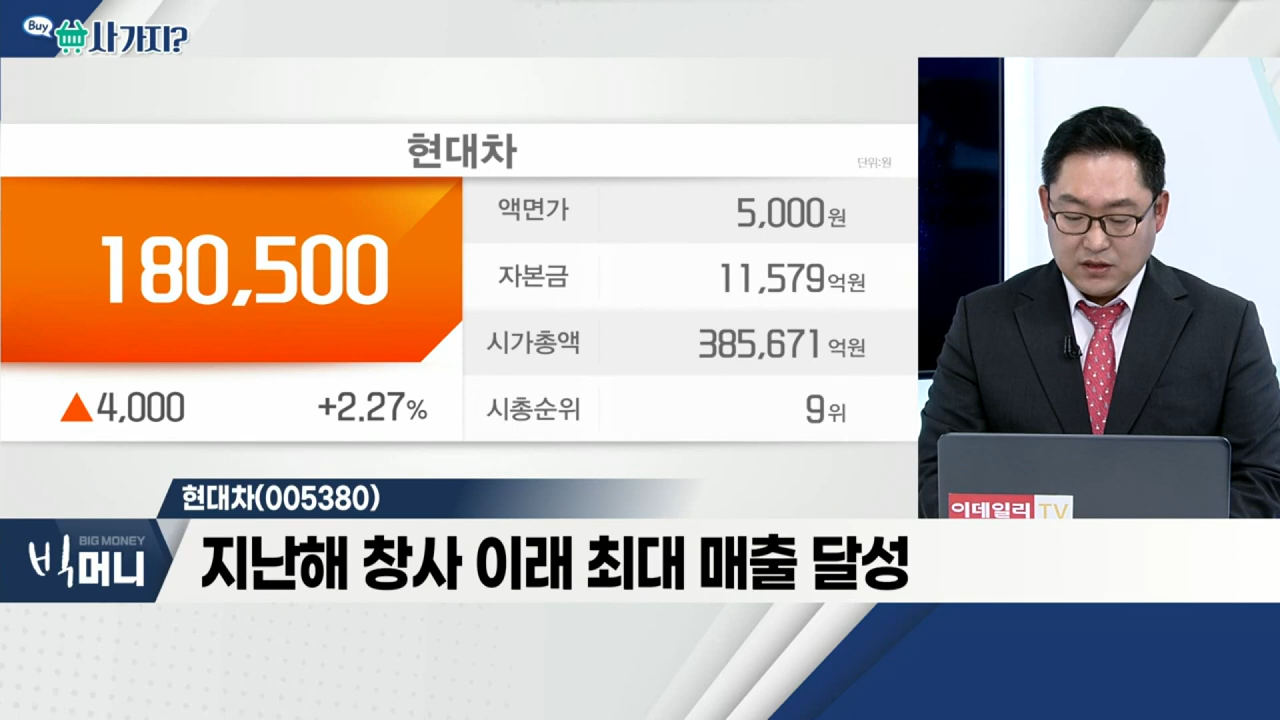 Buy
사가지?
현대차
단위:원
180,500
▲4,000 +2.27%
액면가 5,000원
자본금 11,579억원
시가총액 385,671억원
시총순위 9위
이데일리TV
현대차(005380)
BIG MONEY
빅머니
지난해 창사 이래 최대 매출 달성